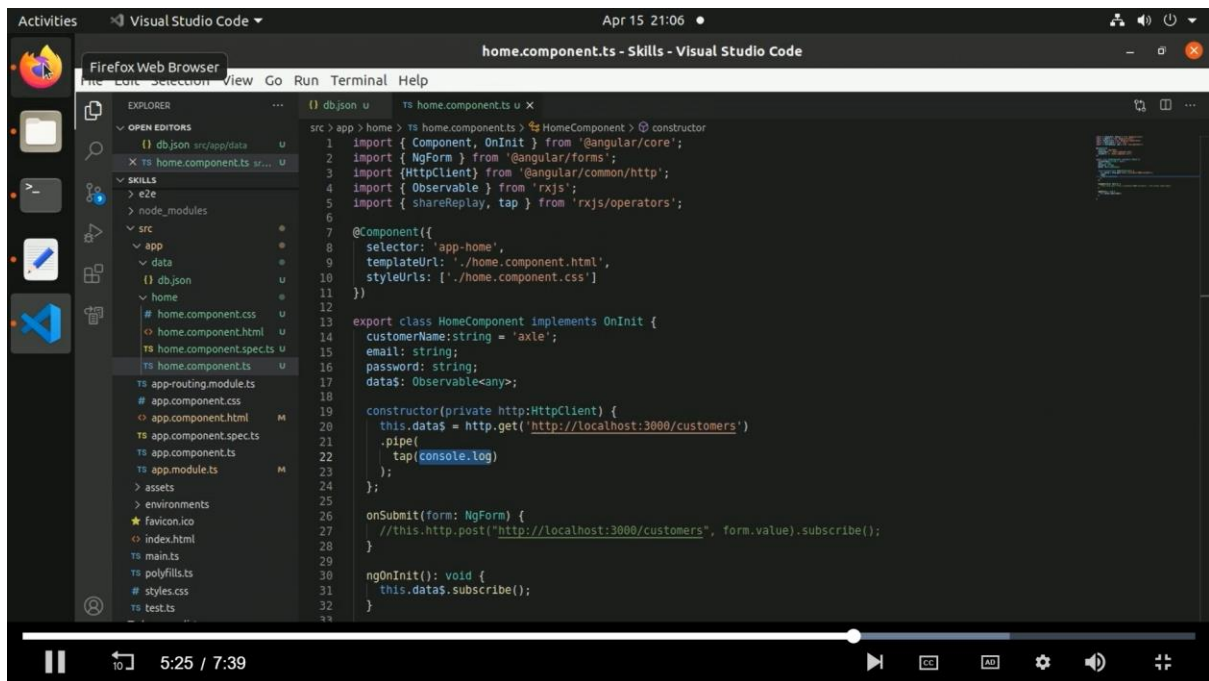 Activities
Visual Studio Code
Apr 15 21:06
home.component.ts - Skills - Visual Studio Code
Firefox Web Browser
File Edit Selection View Go Run Terminal Help
EXPLORER
OPEN EDITORS
{} db.json src/app/data U
TS home.component.ts sr... U
SKILLS
e2e
node_modules
src
app
data
{} db.json U
home
# home.component.css U
<> home.component.html U
TS home.component.spec.ts U
TS home.component.ts U
TS app-routing.module.ts
# app.component.css
<> app.component.html M
TS app.component.spec.ts
TS app.component.ts
TS app.module.ts M
assets
environments
favicon.ico
<> index.html
TS main.ts
TS polyfills.ts
# styles.css
TS test.ts
{} db.json U
TS home.component.ts U
src > app > home > TS home.component.ts > HomeComponent > constructor
1 import { Component, OnInit } from '@angular/core';
2 import { NgForm } from '@angular/forms';
3 import {HttpClient} from '@angular/common/http';
4 import { Observable } from 'rxjs';
5 import { shareReplay, tap } from 'rxjs/operators';
6
7 @Component({
8 selector: 'app-home',
9 templateUrl: './home.component.html',
10 styleUrls: ['./home.component.css']
11 })
12
13 export class HomeComponent implements OnInit {
14 customerName:string = 'axle';
15 email: string;
16 password: string;
17 data$: Observable<any>;
18
19 constructor(private http:HttpClient) {
20 this.data$ = http.get('http://localhost:3000/customers')
21 .pipe(
22 tap(console.log)
23 );
24 };
25
26 onSubmit(form: NgForm) {
27 //this.http.post("http://localhost:3000/customers", form.value).subscribe();
28 }
29
30 ngOnInit(): void {
31 this.data$.subscribe();
32 }
33
10
5:25 / 7:39
CC
AD